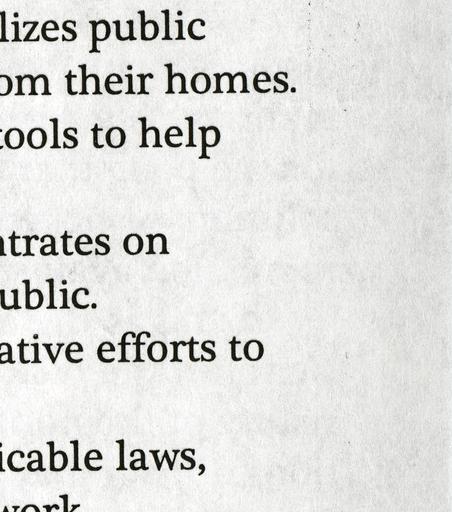 lizes public
om their homes.
tools to help
ntrates on
ublic.
ative efforts to
icable laws,
work